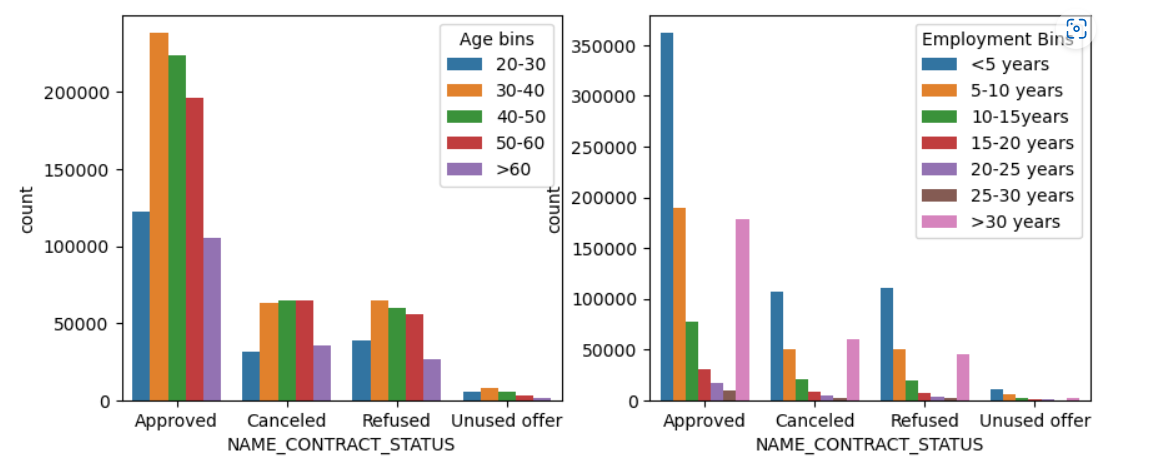 Age bins
20-30
30-40
40-50
50-60
>60
200000
150000
100000
50000
0
count
Approved
Canceled
Refused
Unused offer
NAME_CONTRACT_STATUS
Employment Bins
<5 years
5-10 years
10-15years
15-20 years
20-25 years
25-30 years
>30 years
350000
300000
250000
200000
150000
100000
50000
0
count
Approved
Canceled
Refused
Unused offer
NAME_CONTRACT_STATUS